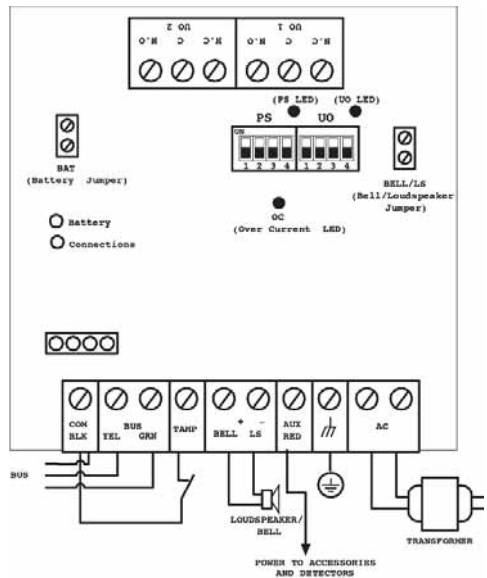 UO 2 UO 1
N.O C N.C N.O C N.C
(PS LED) (UO LED)
PS UO
ON
1 2 3 4 1 2 3 4
BAT
(Battery Jumper)
BELL/LS
(Bell/Loudspeaker
Jumper)
OC
(Over Current LED)
Battery
Connections
COM
BLK
BUS
YEL GRN
TAMP
+ -
BELL LS
AUX
RED
AC
BUS
LOUDSPEAKER/
BELL
TRANSFORMER
POWER TO ACCESSORIES
AND DETECTORS